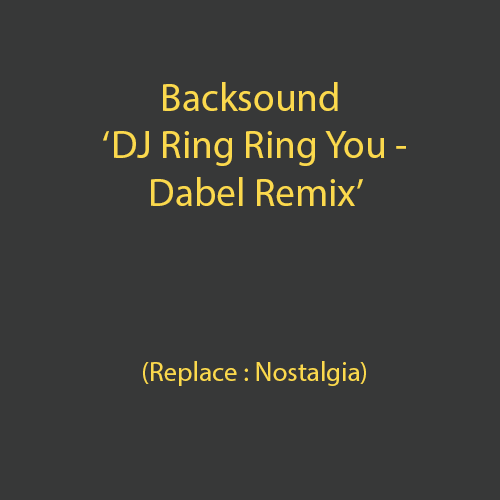 Backsound
‘DJ Ring Ring You -
Dabel Remix’
(Replace : Nostalgia)